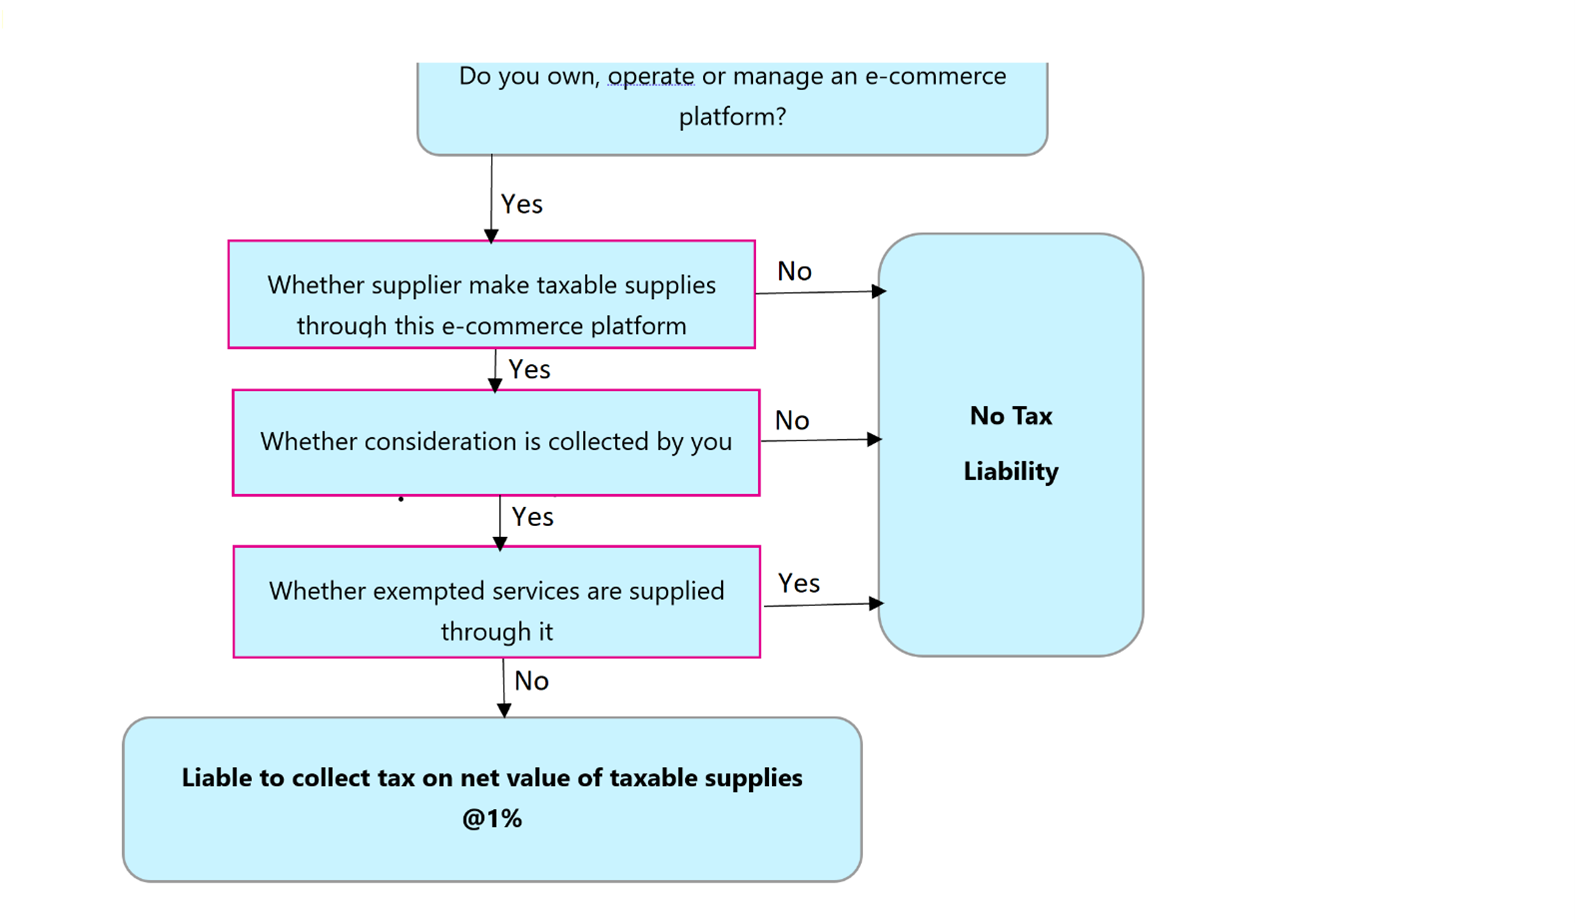 Do you own, operate or manage an e-commerce
platform?
Yes
Whether supplier make taxable supplies
through this e-commerce platform
No
Yes
Whether consideration is collected by you
No
Yes
Whether exempted services are supplied
through it
Yes
No
No Tax
Liability
Liable to collect tax on net value of taxable supplies
@1%